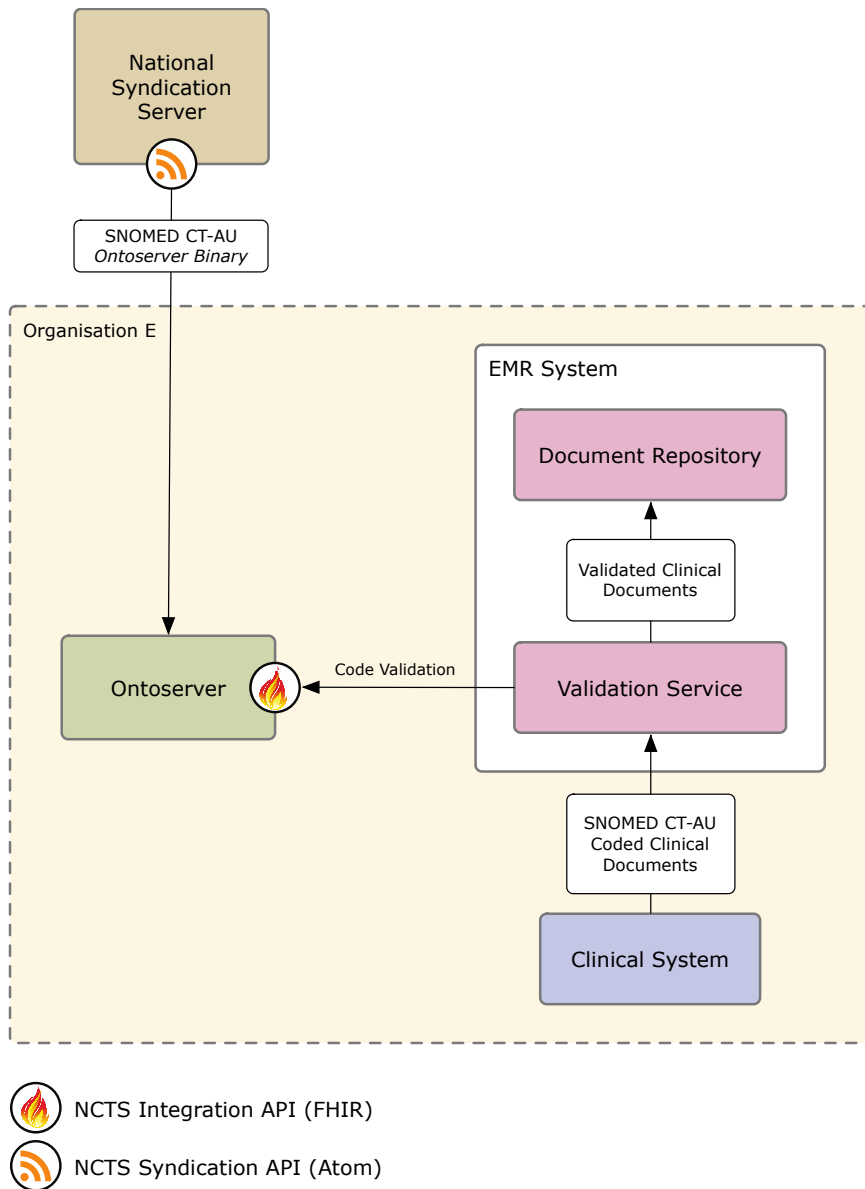 National
Syndication
Server
SNOMED CT-AU
Ontoserver Binary
Organisation E
EMR System
Document Repository
Validated Clinical
Documents
Ontoserver
Code Validation
Validation Service
SNOMED CT-AU
Coded Clinical
Documents
Clinical System
NCTS Integration API (FHIR)
NCTS Syndication API (Atom)